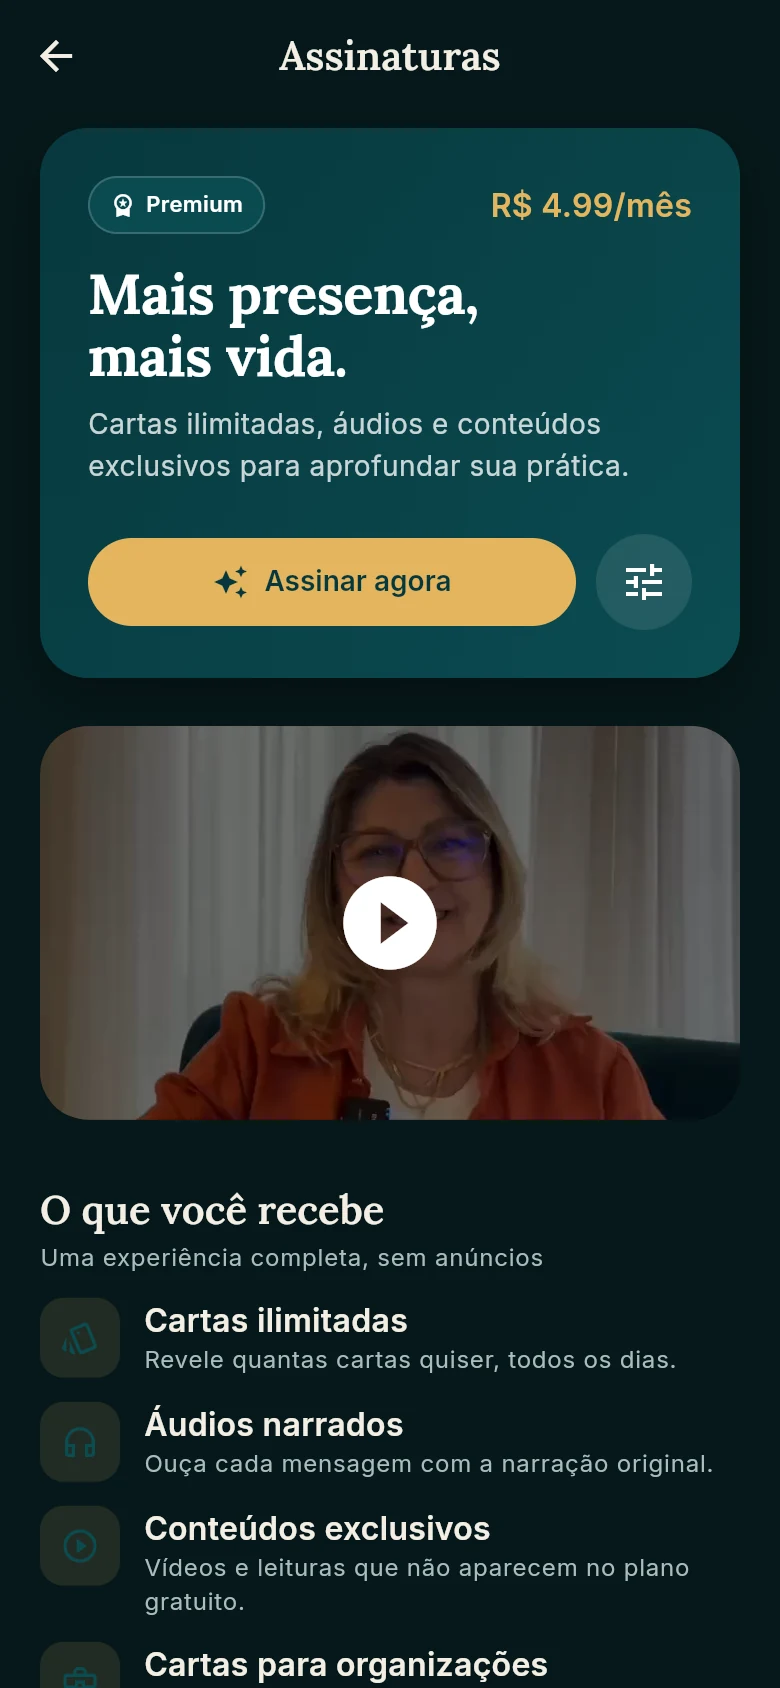 Assinaturas
Premium
R$ 4.99/mês
Mais presença,
mais vida.
Cartas ilimitadas, áudios e conteúdos
exclusivos para aprofundar sua prática.
Assinar agora
O que você recebe
Uma experiência completa, sem anúncios
Cartas ilimitadas
Revele quantas cartas quiser, todos os dias.
Áudios narrados
Ouça cada mensagem com a narração original.
Conteúdos exclusivos
Vídeos e leituras que não aparecem no plano
gratuito.
Cartas para organizações